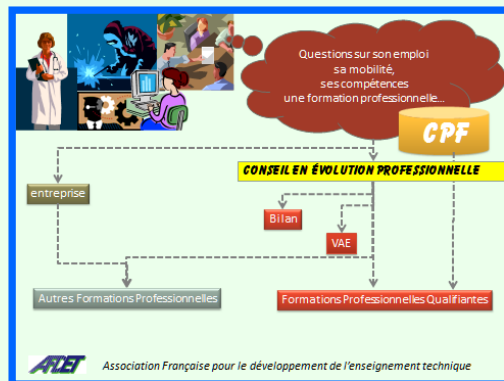 Questions sur son emploi
sa mobilité,
ses compétences
une formation professionnelle...
CPF
CONSEIL EN ÉVOLUTION PROFESSIONNELLE
entreprise
Bilan
VAE
Autres Formations Professionnelles
Formations Professionnelles Qualifiantes
AFDET
Association Française pour le développement de l'enseignement technique